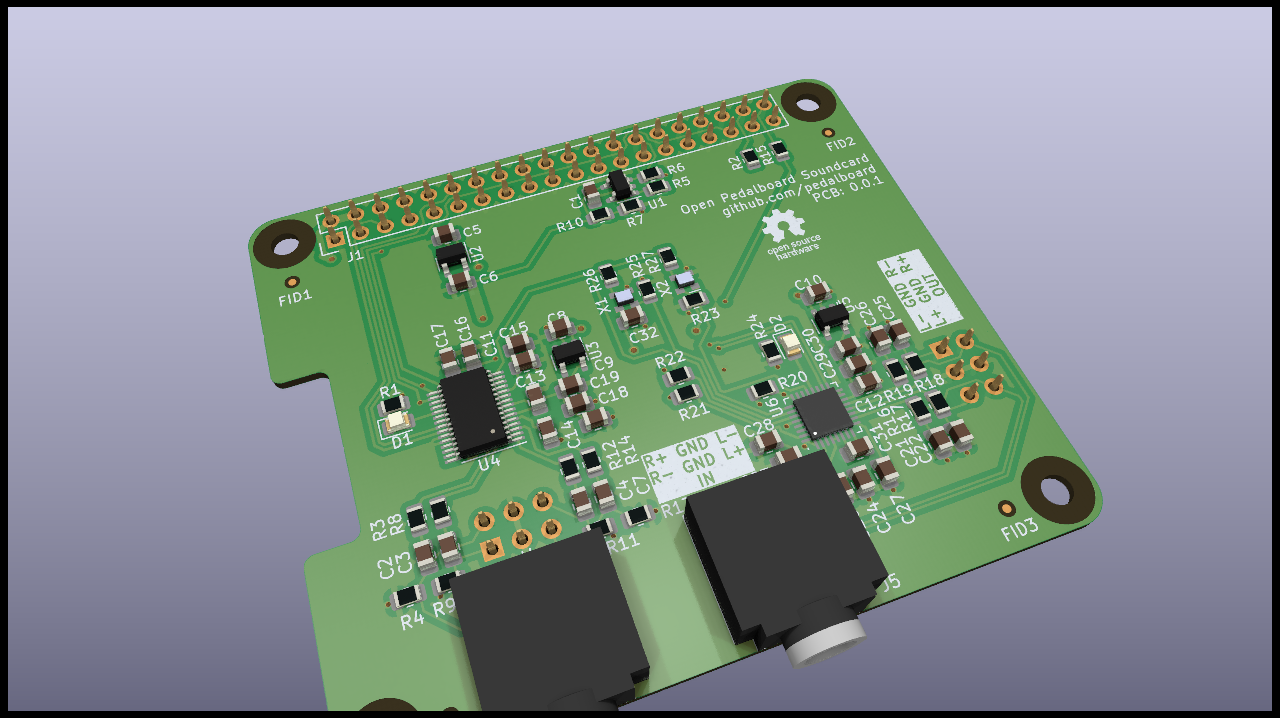 FID2
R2
R15
R6
R5
C1
U1
R7
R10
Open Pedalboard Soundcard
github.com/pedalboard
PCB: 0.0.1
open source
hardware
J1
C5
U2
C6
FID1
R26
R25
R27
X1
X2
C32
R23
C10
R- R+
GND GND
L- L+
OUT
C26
C25
R24
D2
C30
C29
C17
C16
C11
C15
C8
U3
C9
C13
C19
C18
C14
R22
R21
R20
U6
C12
R19
R18
R17
R16
C31
C21
C22
C28
R1
D1
U4
R12
R14
C4
C7
R+ GND L-
R- GND L+
IN
R11
R3
R8
C2
C3
R4
R9
C24
C27
FID3
J5